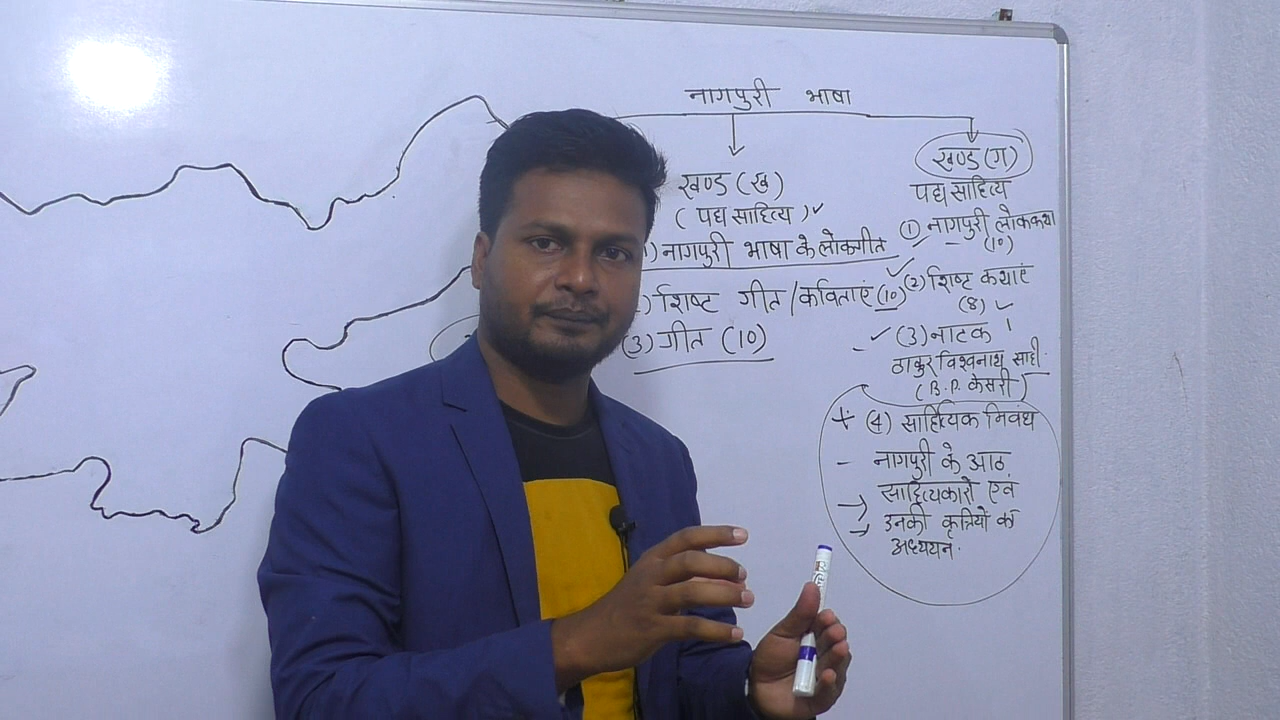 नागपुरी भाषा
खण्ड (ख)
( पद्य साहित्य ) ✓
) नागपुरी भाषा के लोकगीत
) शिष्ट गीत / कविताएं (10)
(3) गीत (10)
खण्ड (ग)
पद्य साहित्य
(1) नागपुरी लोककथा
(10)
(2) शिष्ट कथाएं
(8) ✓
✓ (3) नाटक
ठाकुर विश्वनाथ साही
(B.P. केसरी)
(4) साहित्यिक निबंध
- नागपुरी के आठ
→ साहित्यकारो एवं
→ उनकी कृत्रियों का
अध्ययन.